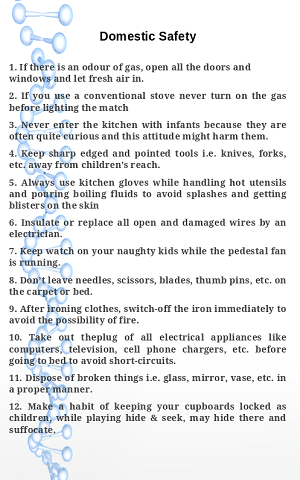 Domestic Safety
1. If there is an odour of gas, open all the doors and
windows and let fresh air in.
2. If you use a conventional stove never turn on the gas
before lighting the match
3. Never enter the kitchen with infants because they are
often quite curious and this attitude might harm them.
4. Keep sharp edged and pointed tools i.e. knives, forks,
etc. away from children's reach.
5. Always use kitchen gloves while handling hot utensils
and pouring boiling fluids to avoid splashes and getting
blisters on the skin
6. Insulate or replace all open and damaged wires by an
electrician.
7. Keep watch on your naughty kids while the pedestal fan
is running.
8. Don't leave needles, scissors, blades, thumb pins, etc. on
the carpet or bed.
9. After ironing clothes, switch-off the iron immediately to
avoid the possibility of fire.
10. Take out theplug of all electrical appliances like
computers, television, cell phone chargers, etc. before
going to bed to avoid short-circuits.
11. Dispose of broken things i.e. glass, mirror, vase, etc. in
a proper manner.
12. Make a habit of keeping your cupboards locked as
children, while playing hide & seek, may hide there and
suffocate.